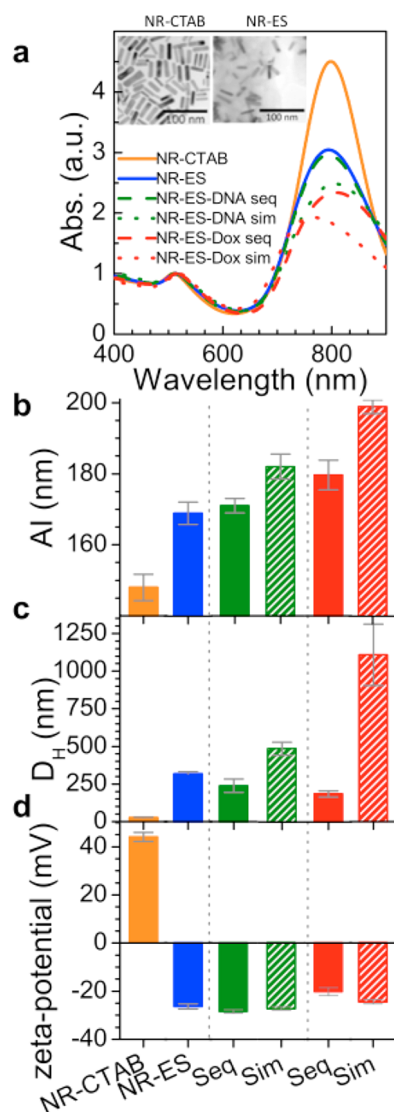 NR-CTAB NR-ES
a
100 nm 100 nm
NR-CTAB
NR-ES
NR-ES-DNA seq
NR-ES-DNA sim
NR-ES-Dox seq
NR-ES-Dox sim
Abs. (a.u.)
4
3
2
1
0
400 600 800
Wavelength (nm)
b
200
180
160
AI (nm)
c
1250
1000
750
500
250
0
DH (nm)
d
40
20
0
-20
-40
zeta-potential (mV)
NR-CTAB NR-ES Seq Sim Seq Sim